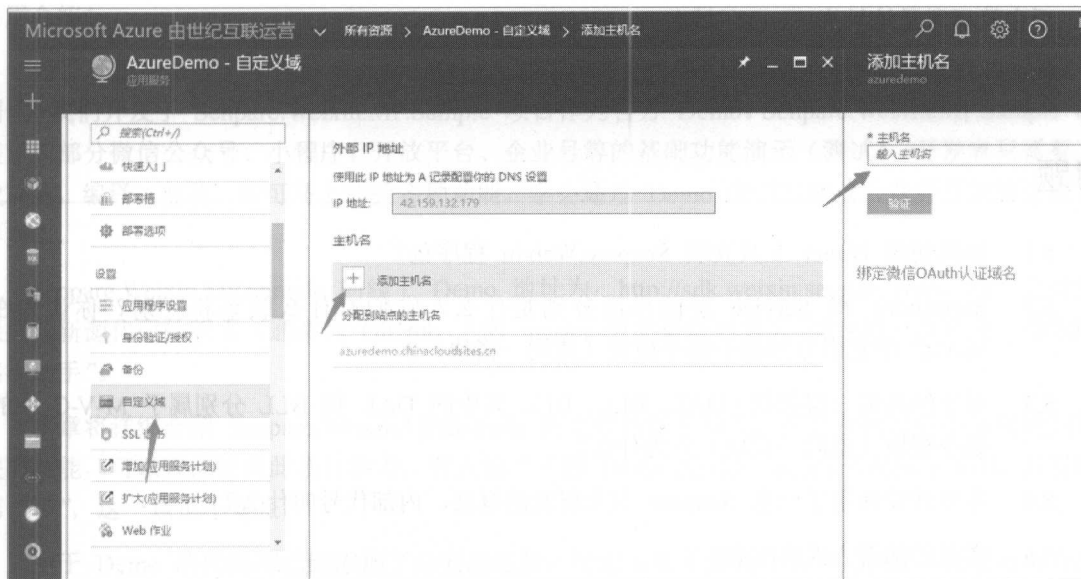 Microsoft Azure 由世纪互联运营
所有资源 > AzureDemo - 自定义域 > 添加主机名
AzureDemo - 自定义域
应用服务
搜索(Ctrl+/)
快速入门
部署槽
部署选项
设置
应用程序设置
身份验证/授权
备份
自定义域
SSL 证书
增加(应用服务计划)
扩大(应用服务计划)
Web 作业
外部 IP 地址
使用此 IP 地址为 A 记录配置你的 DNS 设置
IP 地址: 42.159.132.179
主机名
添加主机名
分配到站点的主机名
azuredemo.chinacloudsites.cn
添加主机名
azuredemo
* 主机名
输入主机名
验证
绑定微信OAuth认证域名